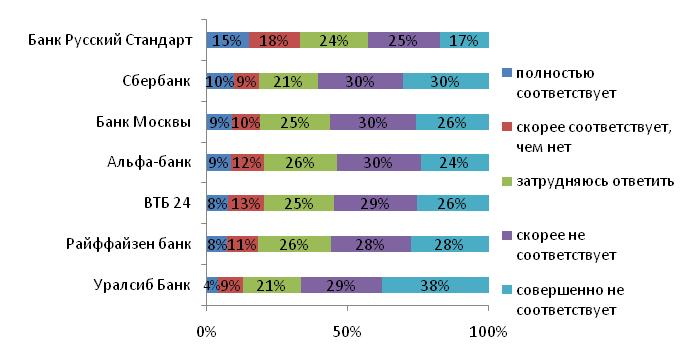 Банк Русский Стандарт 15% 18% 24% 25% 17%
Сбербанк 10% 9% 21% 30% 30%
Банк Москвы 9% 10% 25% 30% 26%
Альфа-банк 9% 12% 26% 30% 24%
ВТБ 24 8% 13% 25% 29% 26%
Райффайзен банк 8% 11% 26% 28% 28%
Уралсиб Банк 4% 9% 21% 29% 38%
0% 50% 100%
полностью
соответствует
скорее соответствует,
чем нет
затрудняюсь ответить
скорее не
соответствует
совершенно не
соответствует